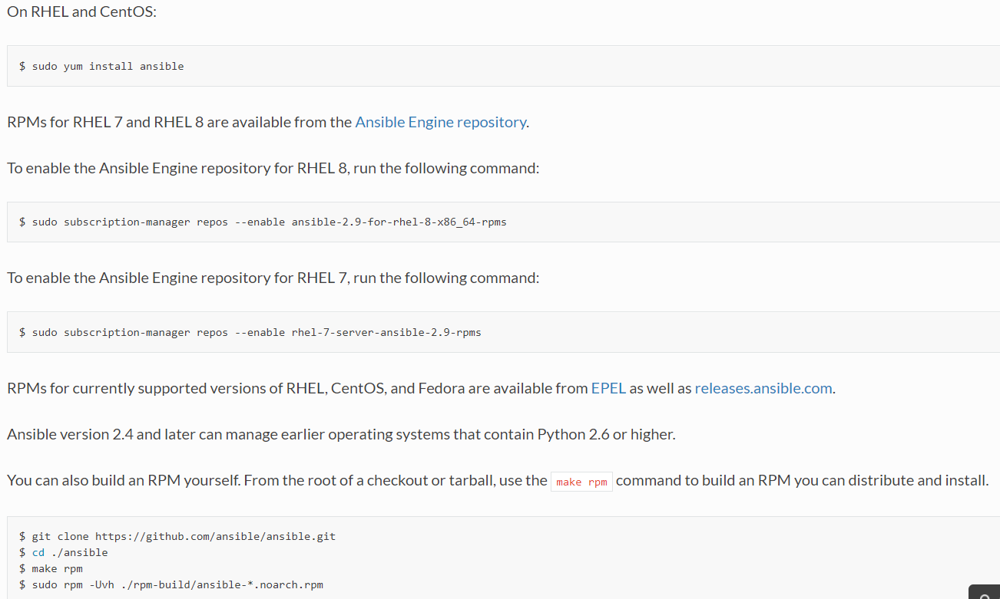 On RHEL and CentOS:
$ sudo yum install ansible
RPMs for RHEL 7 and RHEL 8 are available from the Ansible Engine repository.
To enable the Ansible Engine repository for RHEL 8, run the following command:
$ sudo subscription-manager repos --enable ansible-2.9-for-rhel-8-x86_64-rpms
To enable the Ansible Engine repository for RHEL 7, run the following command:
$ sudo subscription-manager repos --enable rhel-7-server-ansible-2.9-rpms
RPMs for currently supported versions of RHEL, CentOS, and Fedora are available from EPEL as well as releases.ansible.com.
Ansible version 2.4 and later can manage earlier operating systems that contain Python 2.6 or higher.
You can also build an RPM yourself. From the root of a checkout or tarball, use the make rpm command to build an RPM you can distribute and install.
$ git clone https://github.com/ansible/ansible.git
$ cd ./ansible
$ make rpm
$ sudo rpm -Uvh ./rpm-build/ansible-*.noarch.rpm